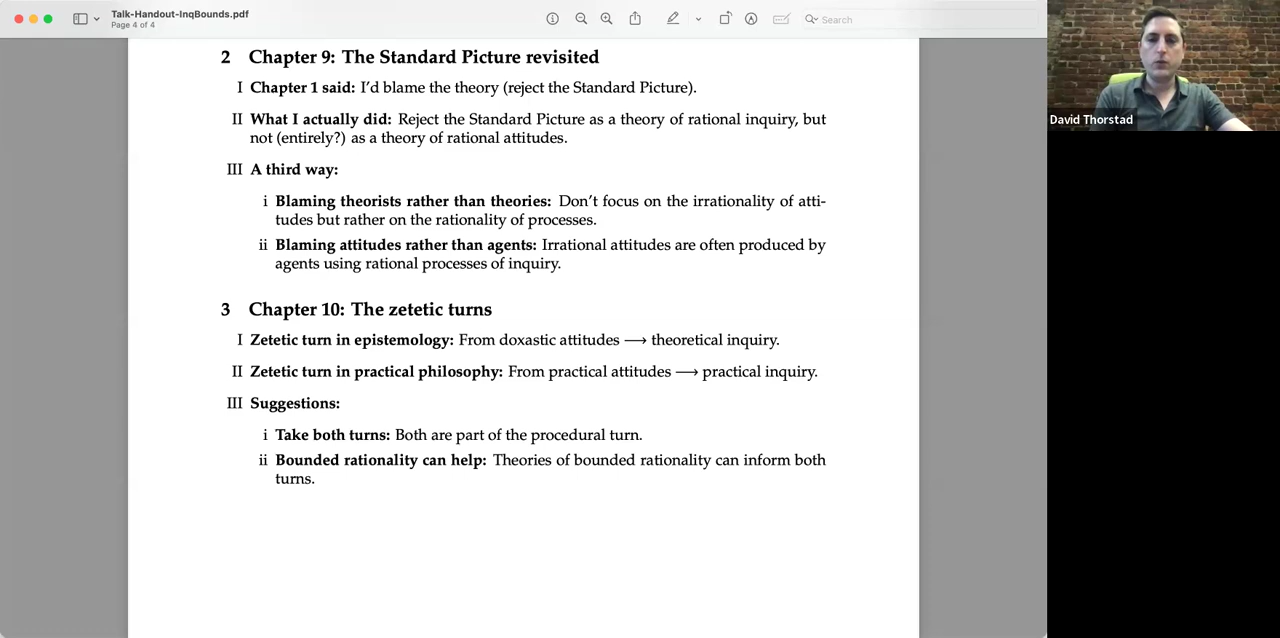 Talk-Handout-InqBounds.pdf
Page 4 of 4
Search
David Thorstad
2 Chapter 9: The Standard Picture revisited
I Chapter 1 said: I'd blame the theory (reject the Standard Picture).
II What I actually did: Reject the Standard Picture as a theory of rational inquiry, but
not (entirely?) as a theory of rational attitudes.
III A third way:
i Blaming theorists rather than theories: Don't focus on the irrationality of atti-
tudes but rather on the rationality of processes.
ii Blaming attitudes rather than agents: Irrational attitudes are often produced by
agents using rational processes of inquiry.
3 Chapter 10: The zetetic turns
I Zetetic turn in epistemology: From doxastic attitudes ⟶ theoretical inquiry.
II Zetetic turn in practical philosophy: From practical attitudes ⟶ practical inquiry.
III Suggestions:
i Take both turns: Both are part of the procedural turn.
ii Bounded rationality can help: Theories of bounded rationality can inform both
turns.